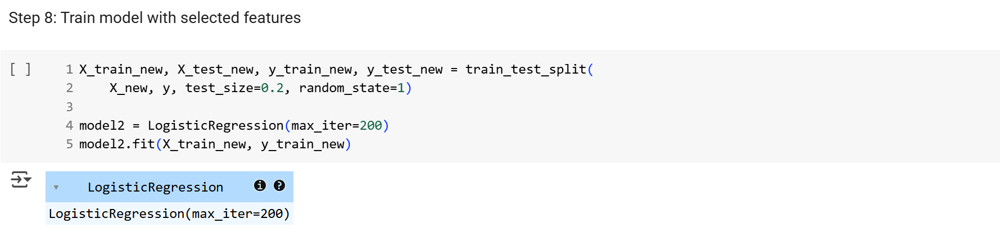 Step 8: Train model with selected features
[ ] 1 X_train_new, X_test_new, y_train_new, y_test_new = train_test_split(
2     X_new, y, test_size=0.2, random_state=1)
3
4 model2 = LogisticRegression(max_iter=200)
5 model2.fit(X_train_new, y_train_new)
▾ LogisticRegression i ?
LogisticRegression(max_iter=200)